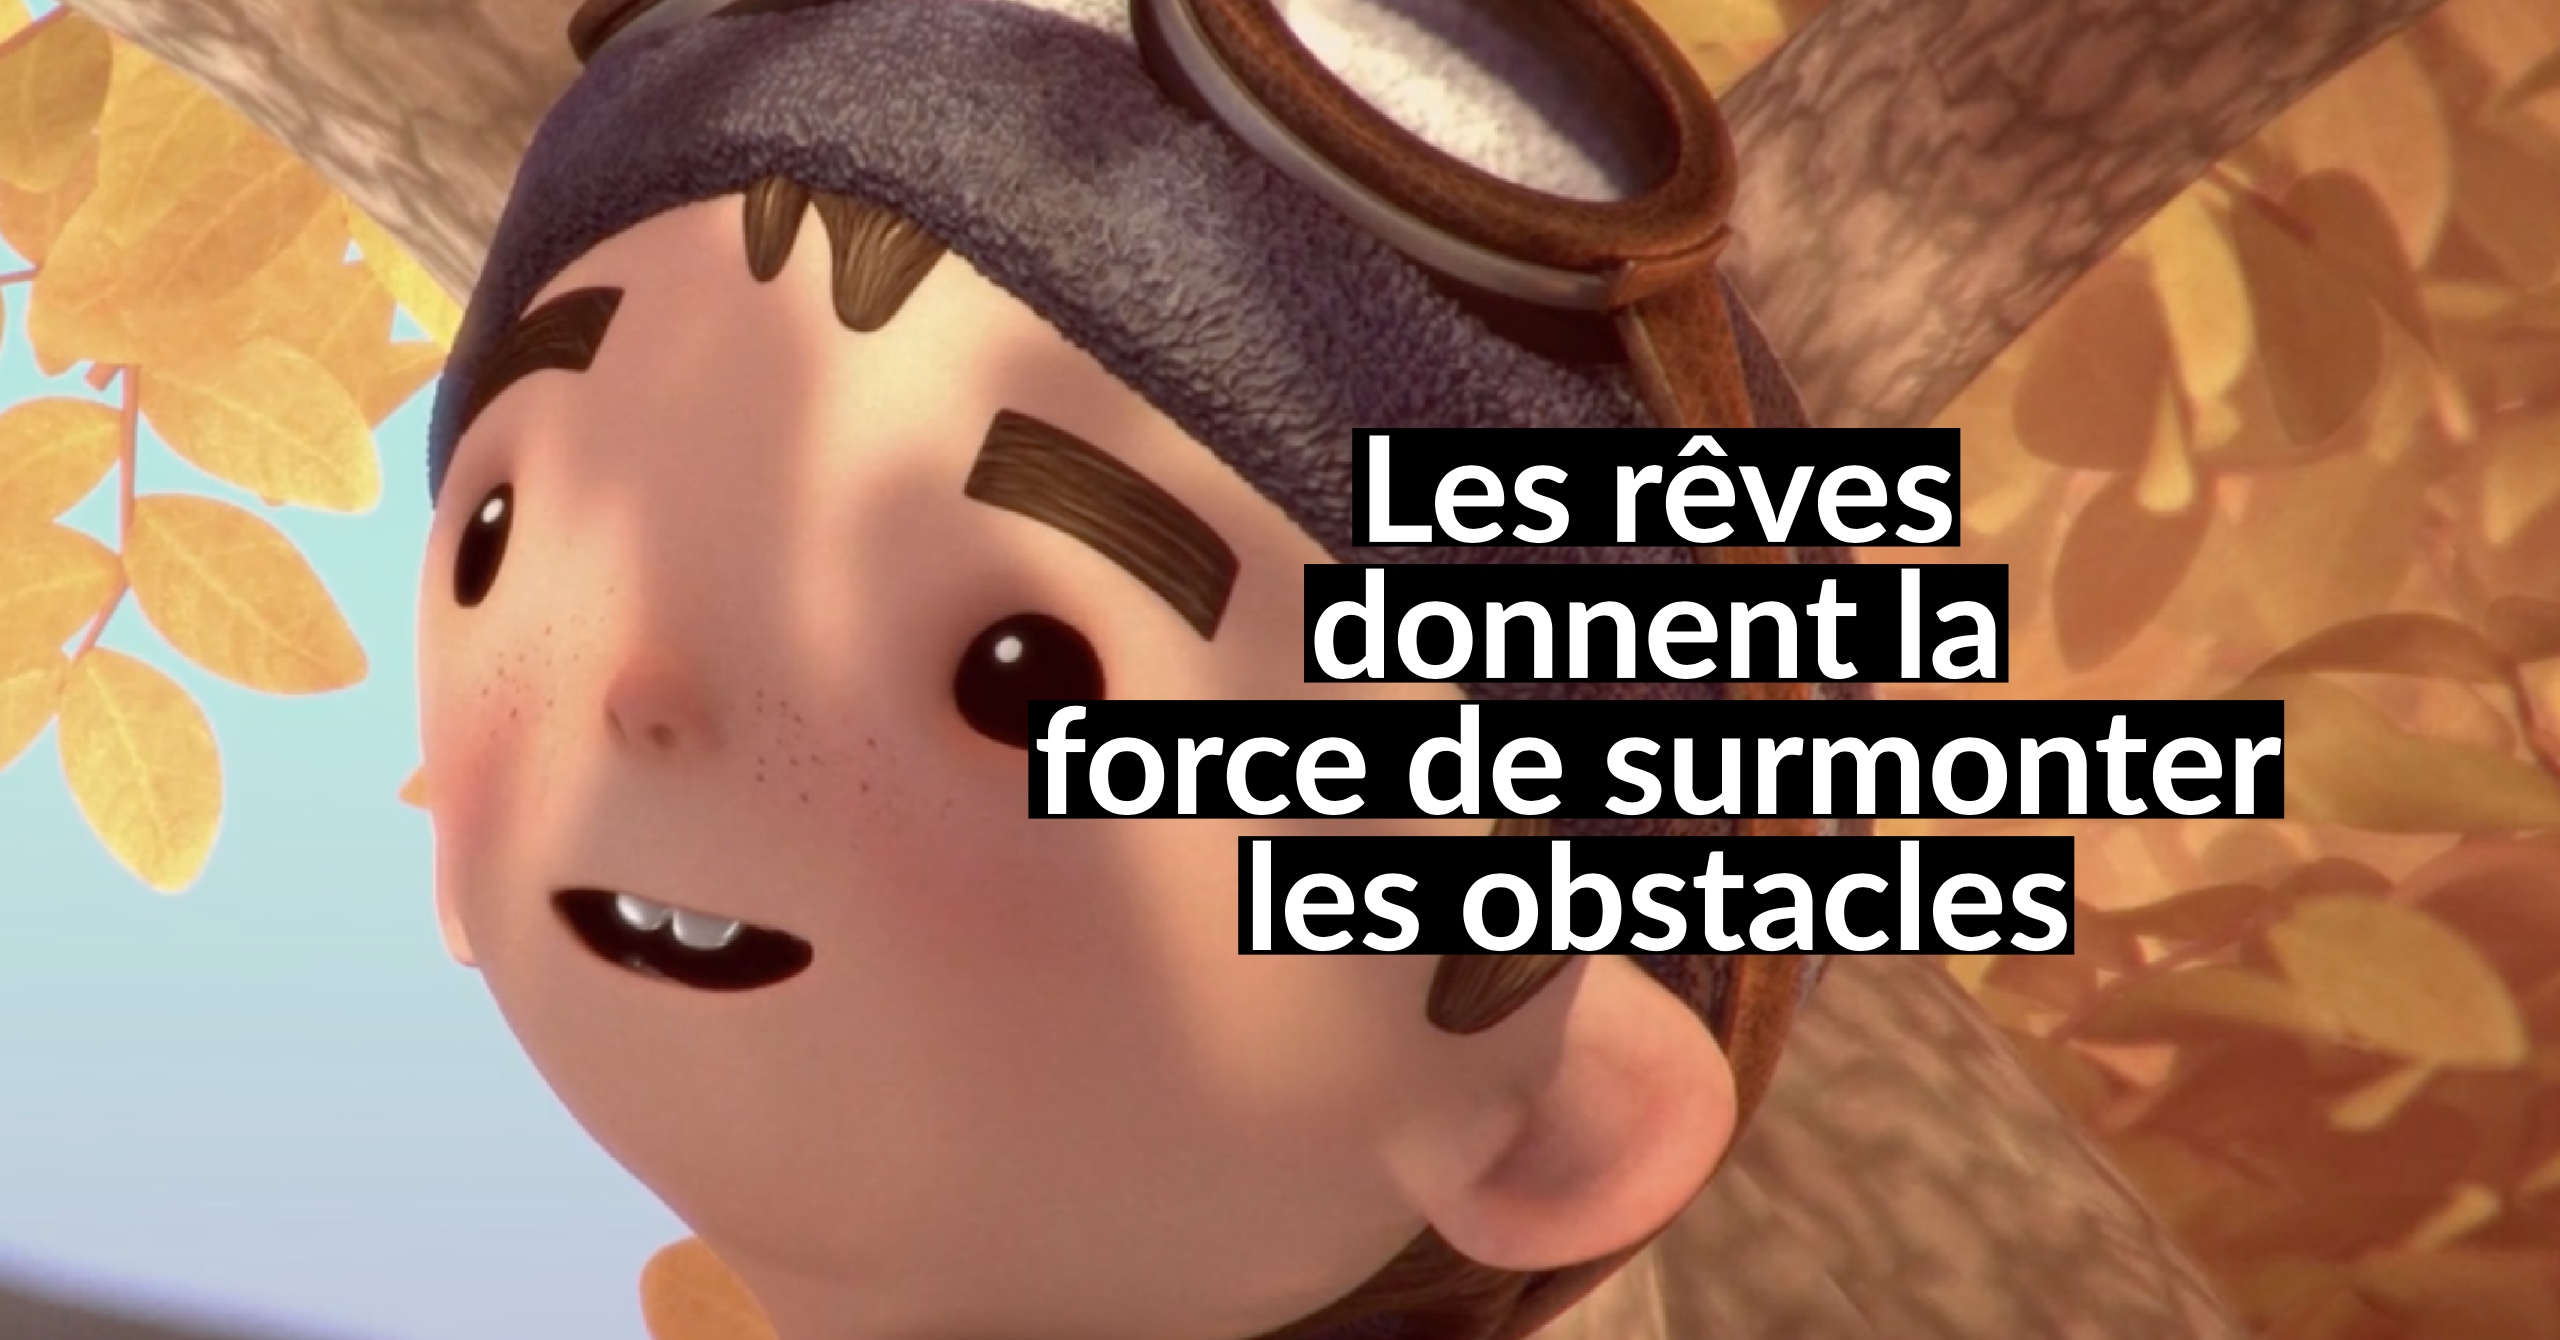 Les rêves
donnent la
force de surmonter
les obstacles